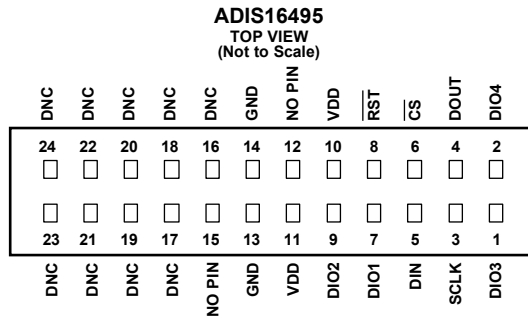 ADIS16495
TOP VIEW
(Not to Scale)
DNC DNC DNC DNC DNC GND NO PIN VDD RST CS DOUT DIO4
24 22 20 18 16 14 12 10 8 6 4 2
23 21 19 17 15 13 11 9 7 5 3 1
DNC DNC DNC DNC NO PIN GND VDD DIO2 DIO1 DIN SCLK DIO3